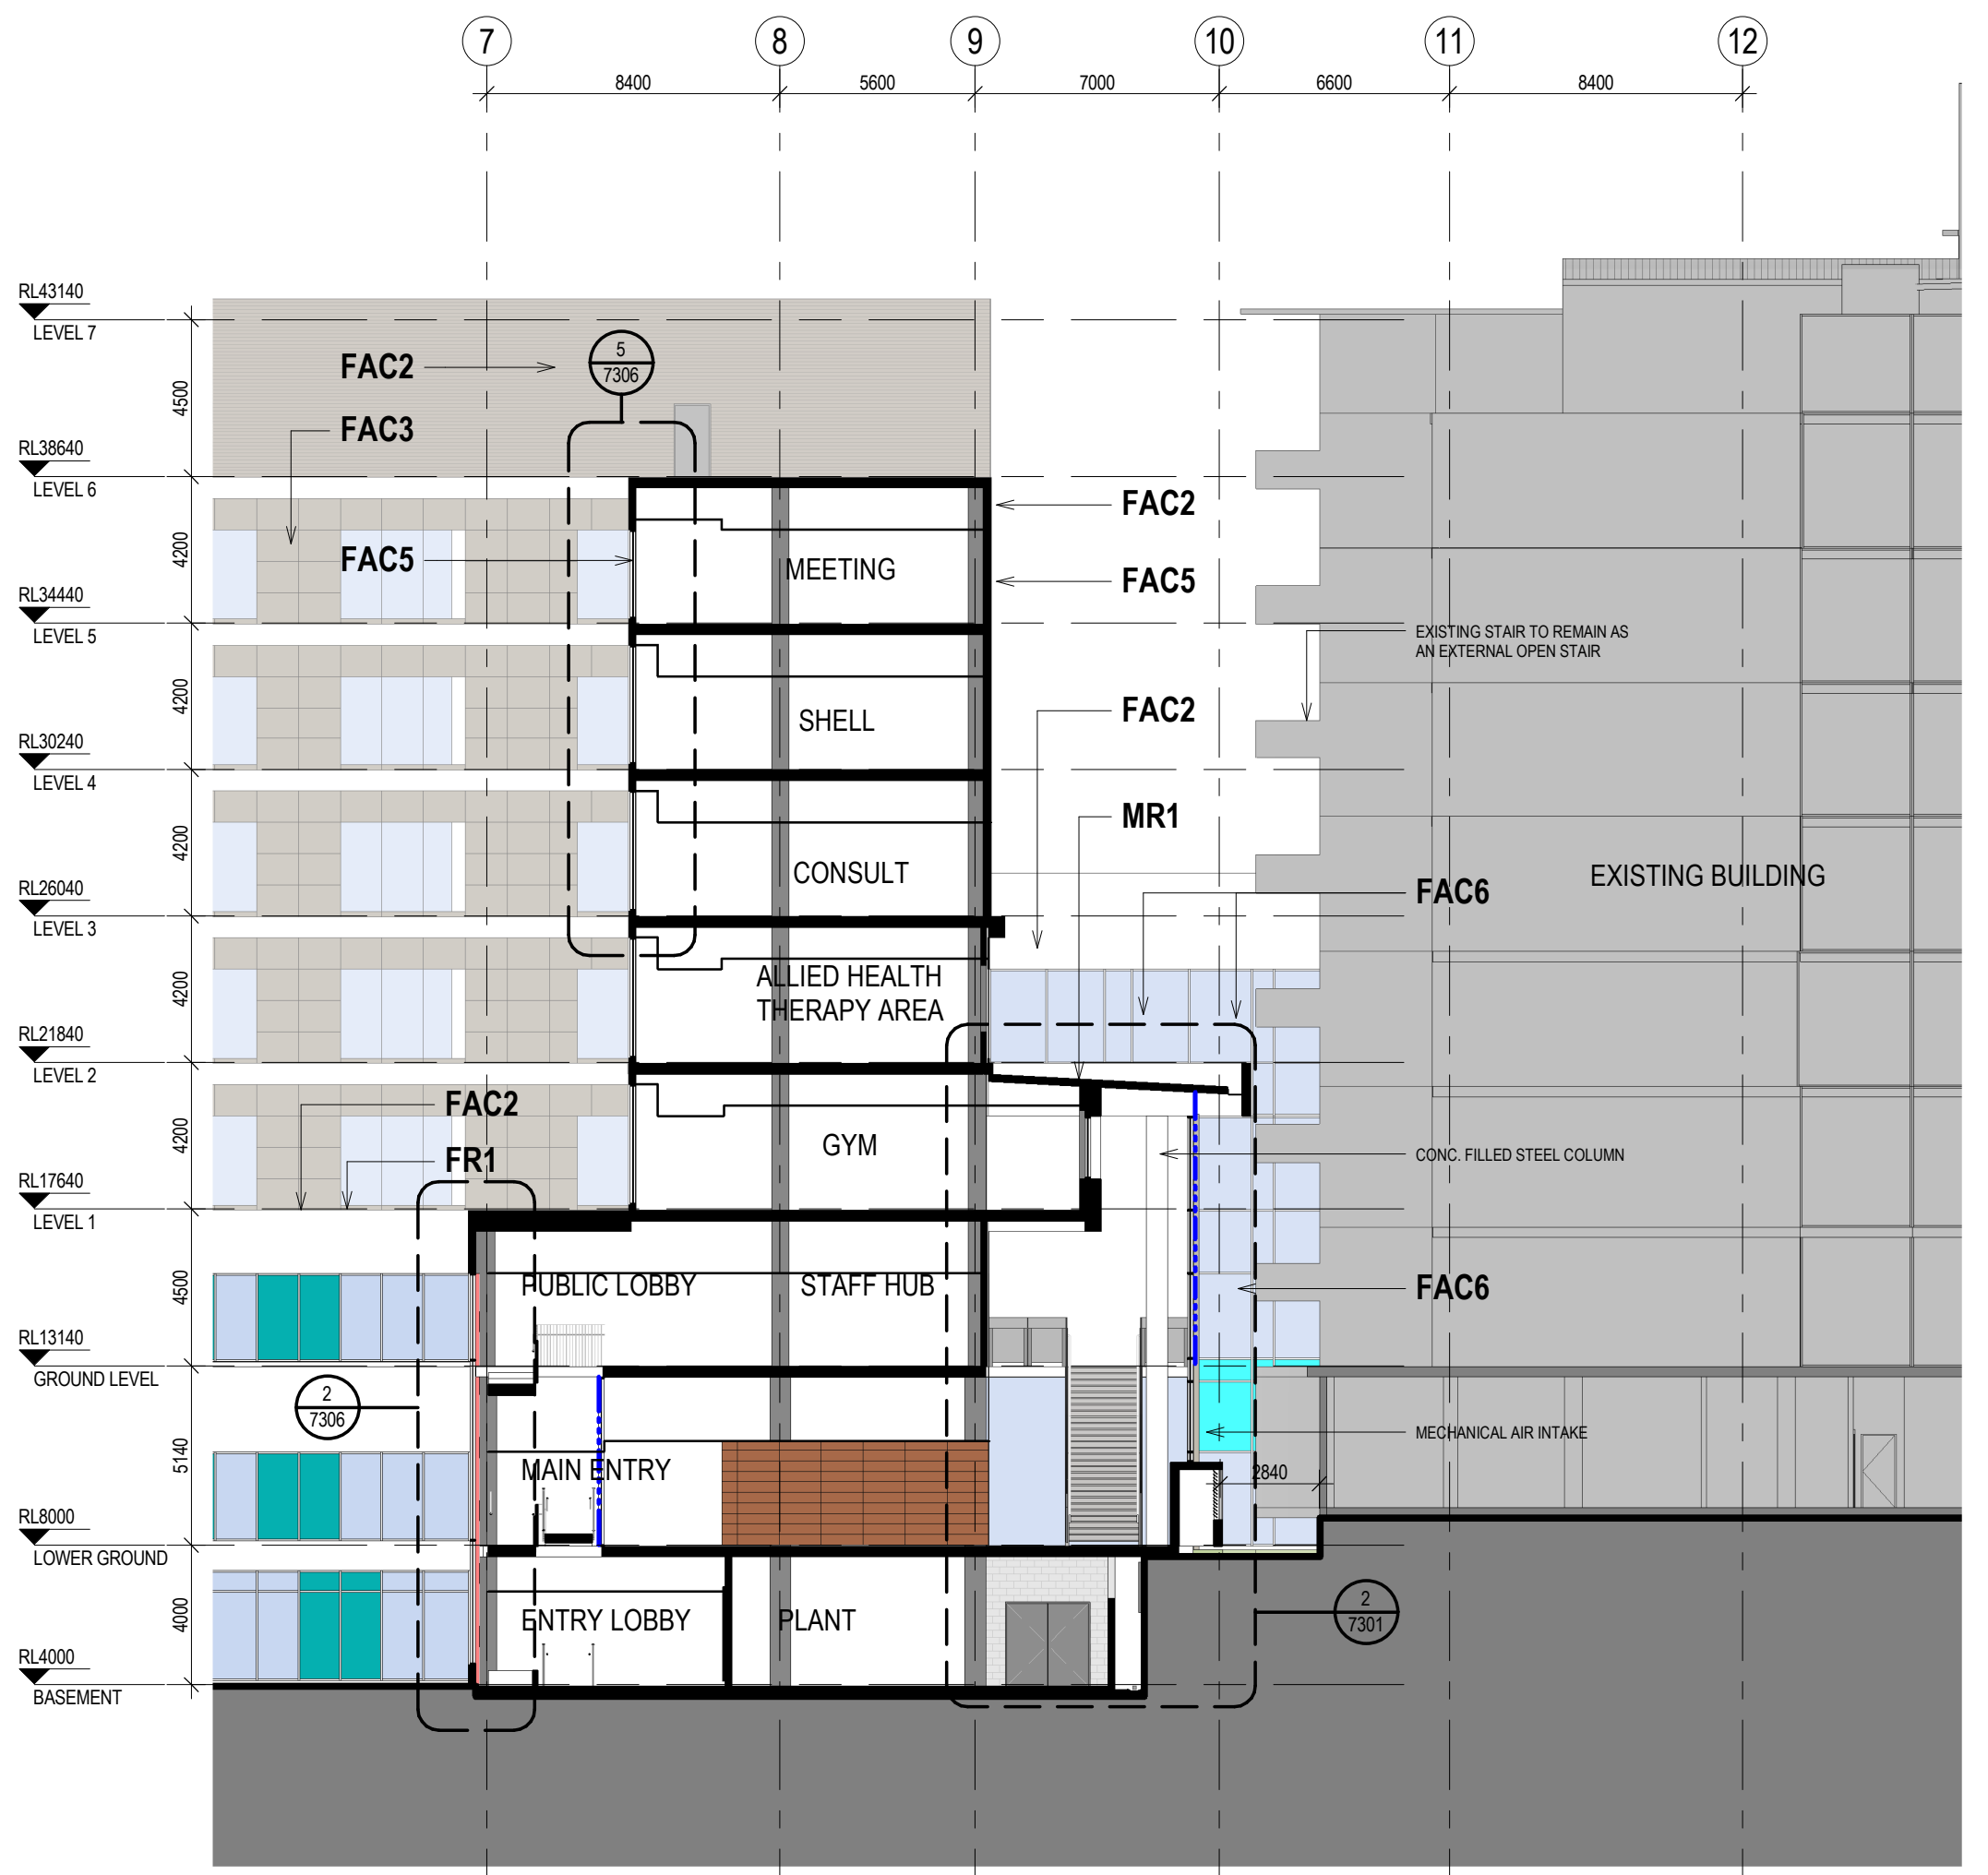 7
8
9
10
11
12
8400
5600
7000
6600
8400
RL43140
LEVEL 7
4500
FAC2
5
7306
FAC3
RL38640
LEVEL 6
4200
FAC5
MEETING
FAC2
FAC5
RL34440
LEVEL 5
EXISTING STAIR TO REMAIN AS
AN EXTERNAL OPEN STAIR
4200
SHELL
FAC2
RL30240
LEVEL 4
MR1
4200
CONSULT
FAC6
EXISTING BUILDING
RL26040
LEVEL 3
4200
ALLIED HEALTH
THERAPY AREA
RL21840
LEVEL 2
4200
FAC2
FR1
GYM
CONC. FILLED STEEL COLUMN
RL17640
LEVEL 1
4500
PUBLIC LOBBY
STAFF HUB
FAC6
RL13140
GROUND LEVEL
2
7306
5140
MAIN ENTRY
MECHANICAL AIR INTAKE
2840
RL8000
LOWER GROUND
4000
ENTRY LOBBY
PLANT
2
7301
RL4000
BASEMENT